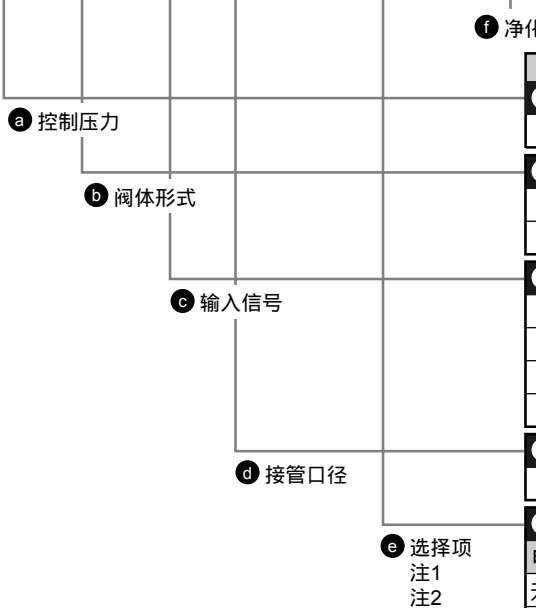 f 净化
a 控制压力
b 阀体形式
c 输入信号
d 接管口径
e 选择项
注1
注2